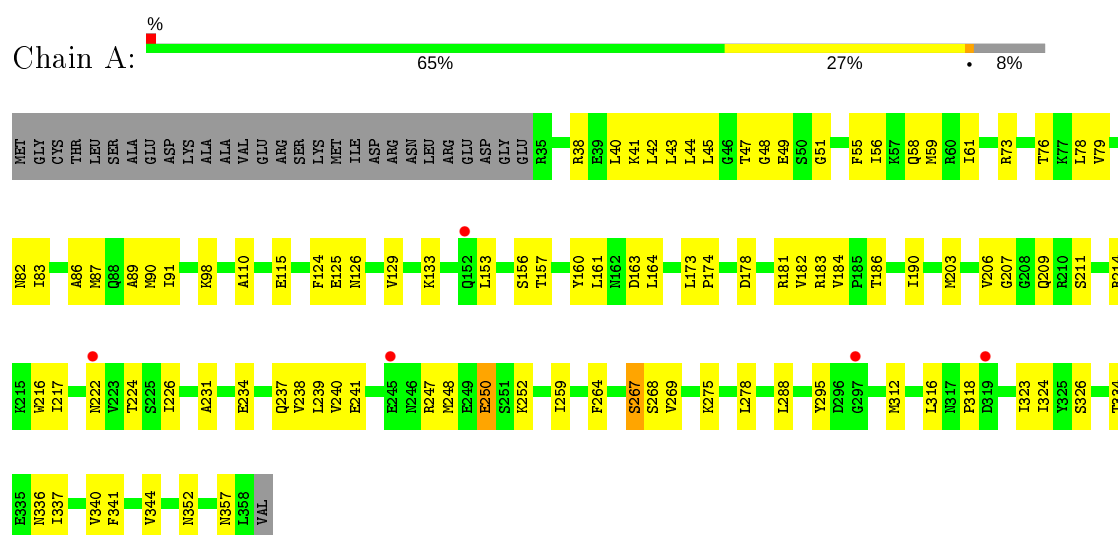 %
Chain A:
65% 27% • 8%
MET GLY CYS THR LEU SER ALA GLU ASP LYS ALA ALA VAL GLU ARG SER LYS MET ILE ASP ARG ASN LEU ARG GLU ASP GLY GLU R35 R38 E39 L40 K41 L42 L43 L44 L45 G46 T47 G48 E49 S50 G51 F55 I56 K57 Q58 M59 R60 I61 R73 T76 K77 L78 V79
N82 I83 A86 M87 Q88 A89 M90 I91 K98 A110 E115 F124 E125 N126 V129 K133 Q152 L153 S156 T157 Y160 L161 N162 D163 L164 L173 P174 D178 R181 V182 R183 V184 P185 T186 I190 M203 V206 G207 G208 Q209 R210 S211 R214
K215 W216 I217 N222 V223 T224 S225 I226 A231 E234 Q237 V238 L239 V240 E241 E245 N246 R247 M248 E249 E250 S251 K252 I259 F264 S267 S268 V269 K275 L278 L288 Y295 D296 G297 M312 L316 N317 P318 D319 I323 I324 Y325 S326 T334
E335 N336 I337 V340 F341 V344 N352 N357 L358 VAL